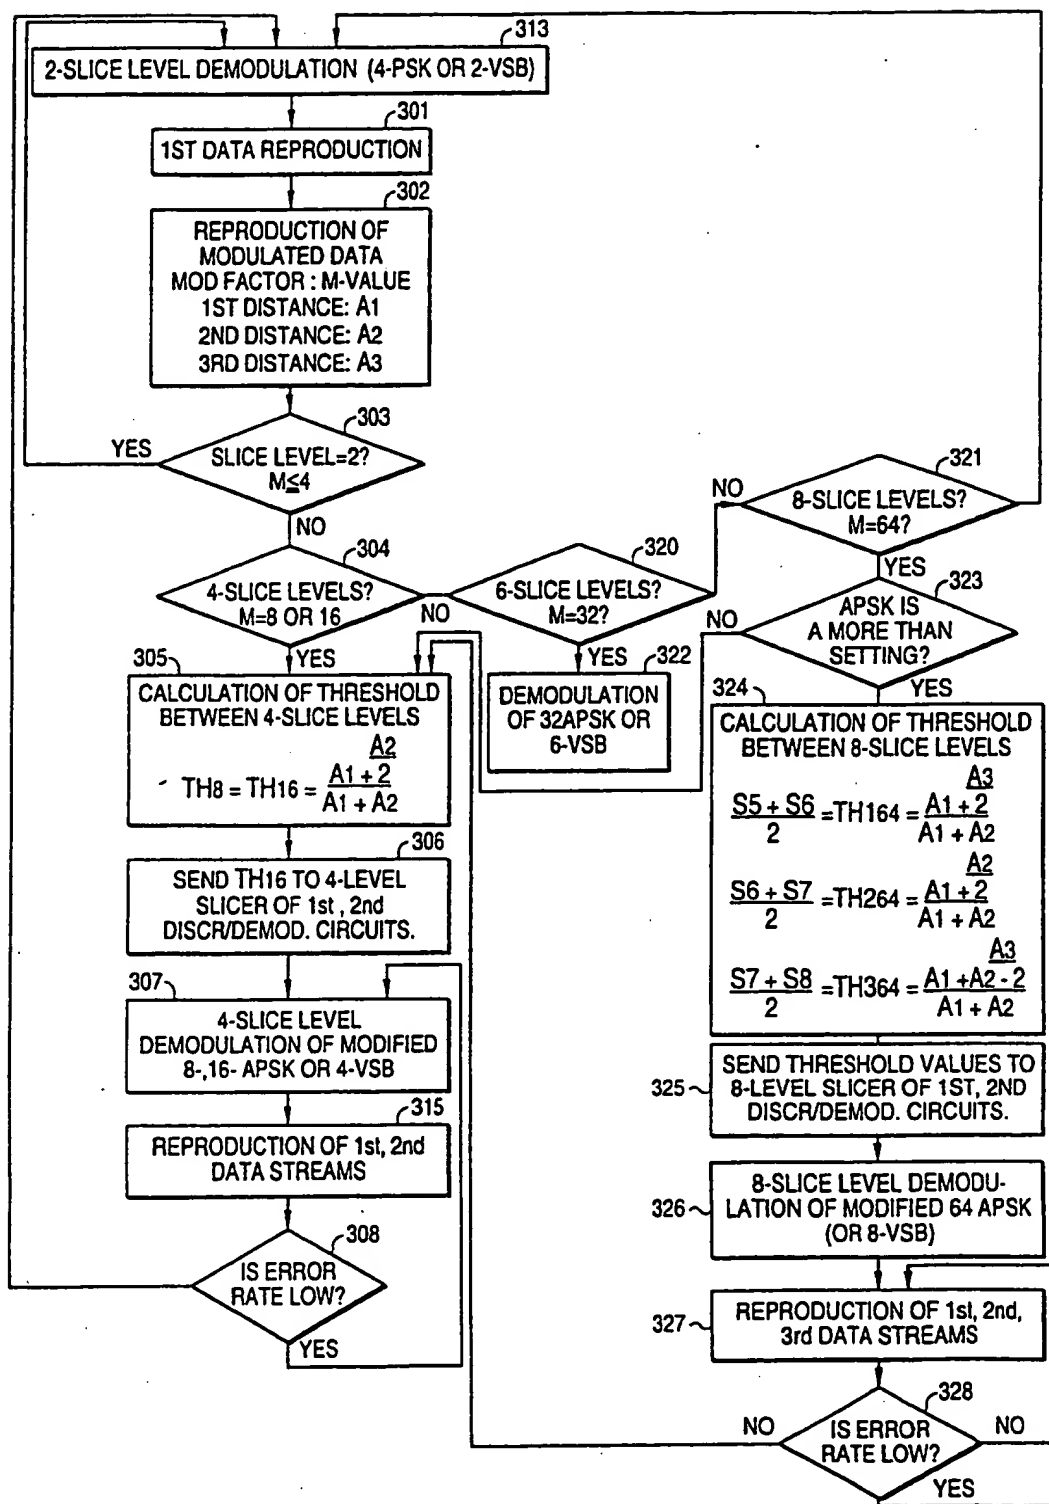 313
2-SLICE LEVEL DEMODULATION (4-PSK OR 2-VSB)
301
1ST DATA REPRODUCTION
302
REPRODUCTION OF
MODULATED DATA
MOD FACTOR : M-VALUE
1ST DISTANCE: A1
2ND DISTANCE: A2
3RD DISTANCE: A3
303
YES
SLICE LEVEL=2?
M≤4
NO
304
4-SLICE LEVELS?
M=8 OR 16
NO
YES
320
6-SLICE LEVELS?
M=32?
NO
YES
321
8-SLICE LEVELS?
M=64?
YES
323
NO
APSK IS
A MORE THAN
SETTING?
YES
305
CALCULATION OF THRESHOLD
BETWEEN 4-SLICE LEVELS
A2
TH8 = TH16 = A1 + 2
A1 + A2
322
DEMODULATION
OF 32APSK OR
6-VSB
324
CALCULATION OF THRESHOLD
BETWEEN 8-SLICE LEVELS
A3
S5 + S6 =TH164 = A1 + 2
2 A1 + A2
A2
S6 + S7 =TH264 = A1 + 2
2 A1 + A2
A3
S7 + S8 =TH364 = A1 +A2 - 2
2 A1 + A2
306
SEND TH16 TO 4-LEVEL
SLICER OF 1st , 2nd
DISCR/DEMOD. CIRCUITS.
307
4-SLICE LEVEL
DEMODULATION OF MODIFIED
8-,16- APSK OR 4-VSB
315
REPRODUCTION OF 1st, 2nd
DATA STREAMS
308
IS ERROR
RATE LOW?
YES
325
SEND THRESHOLD VALUES TO
8-LEVEL SLICER OF 1ST, 2ND
DISCR/DEMOD. CIRCUITS.
326
8-SLICE LEVEL DEMODU-
LATION OF MODIFIED 64 APSK
(OR 8-VSB)
327
REPRODUCTION OF 1st, 2nd,
3rd DATA STREAMS
328
NO
IS ERROR
RATE LOW?
NO
YES